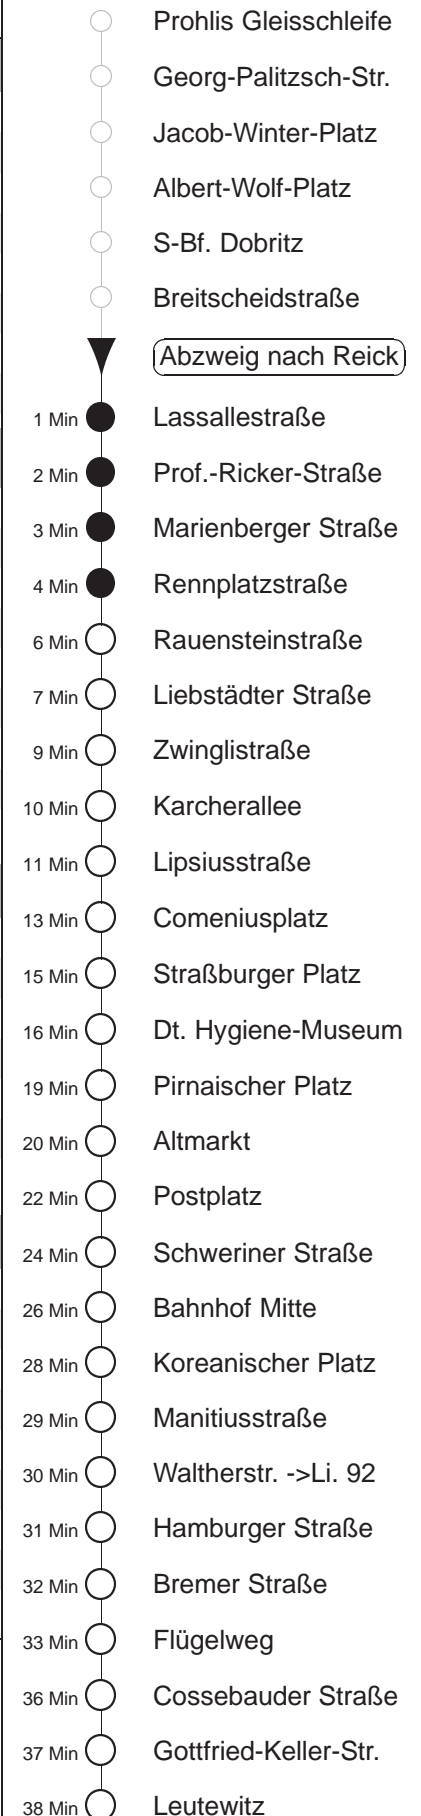 Prohlis Gleisschleife
Georg-Palitzsch-Str.
Jacob-Winter-Platz
Albert-Wolf-Platz
S-Bf. Dobritz
Breitscheidstraße
Abzweig nach Reick
1 Min Lassallestraße
2 Min Prof.-Ricker-Straße
3 Min Marienberger Straße
4 Min Rennplatzstraße
6 Min Rauensteinstraße
7 Min Liebstädter Straße
9 Min Zwinglistraße
10 Min Karcherallee
11 Min Lipsiusstraße
13 Min Comeniusplatz
15 Min Straßburger Platz
16 Min Dt. Hygiene-Museum
19 Min Pirnaischer Platz
20 Min Altmarkt
22 Min Postplatz
24 Min Schweriner Straße
26 Min Bahnhof Mitte
28 Min Koreanischer Platz
29 Min Manitiusstraße
30 Min Waltherstr. ->Li. 92
31 Min Hamburger Straße
32 Min Bremer Straße
33 Min Flügelweg
36 Min Cossebauder Straße
37 Min Gottfried-Keller-Str.
38 Min Leutewitz